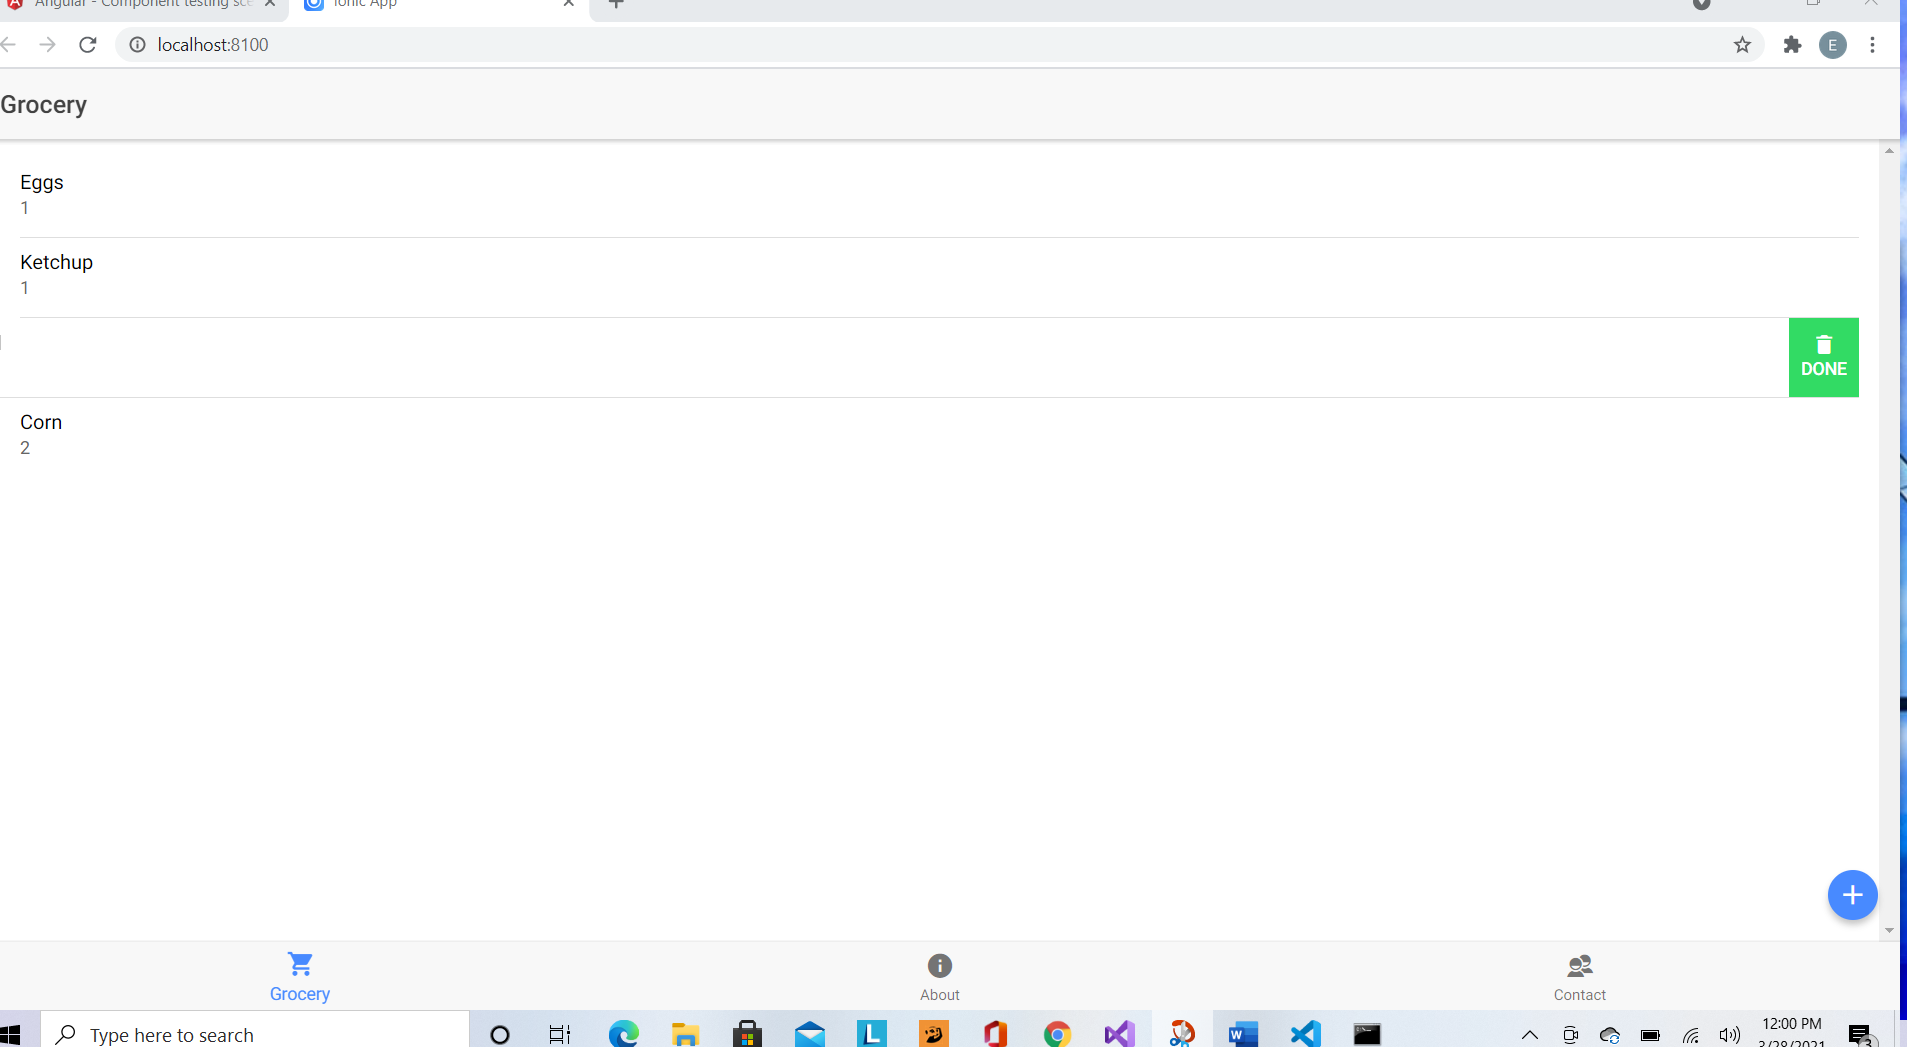 Angular - Component testing sce
Ionic App
localhost:8100
E
Grocery
Eggs
1
Ketchup
1
DONE
Corn
2
Grocery
About
Contact
Type here to search
12:00 PM
3/28/2021
3